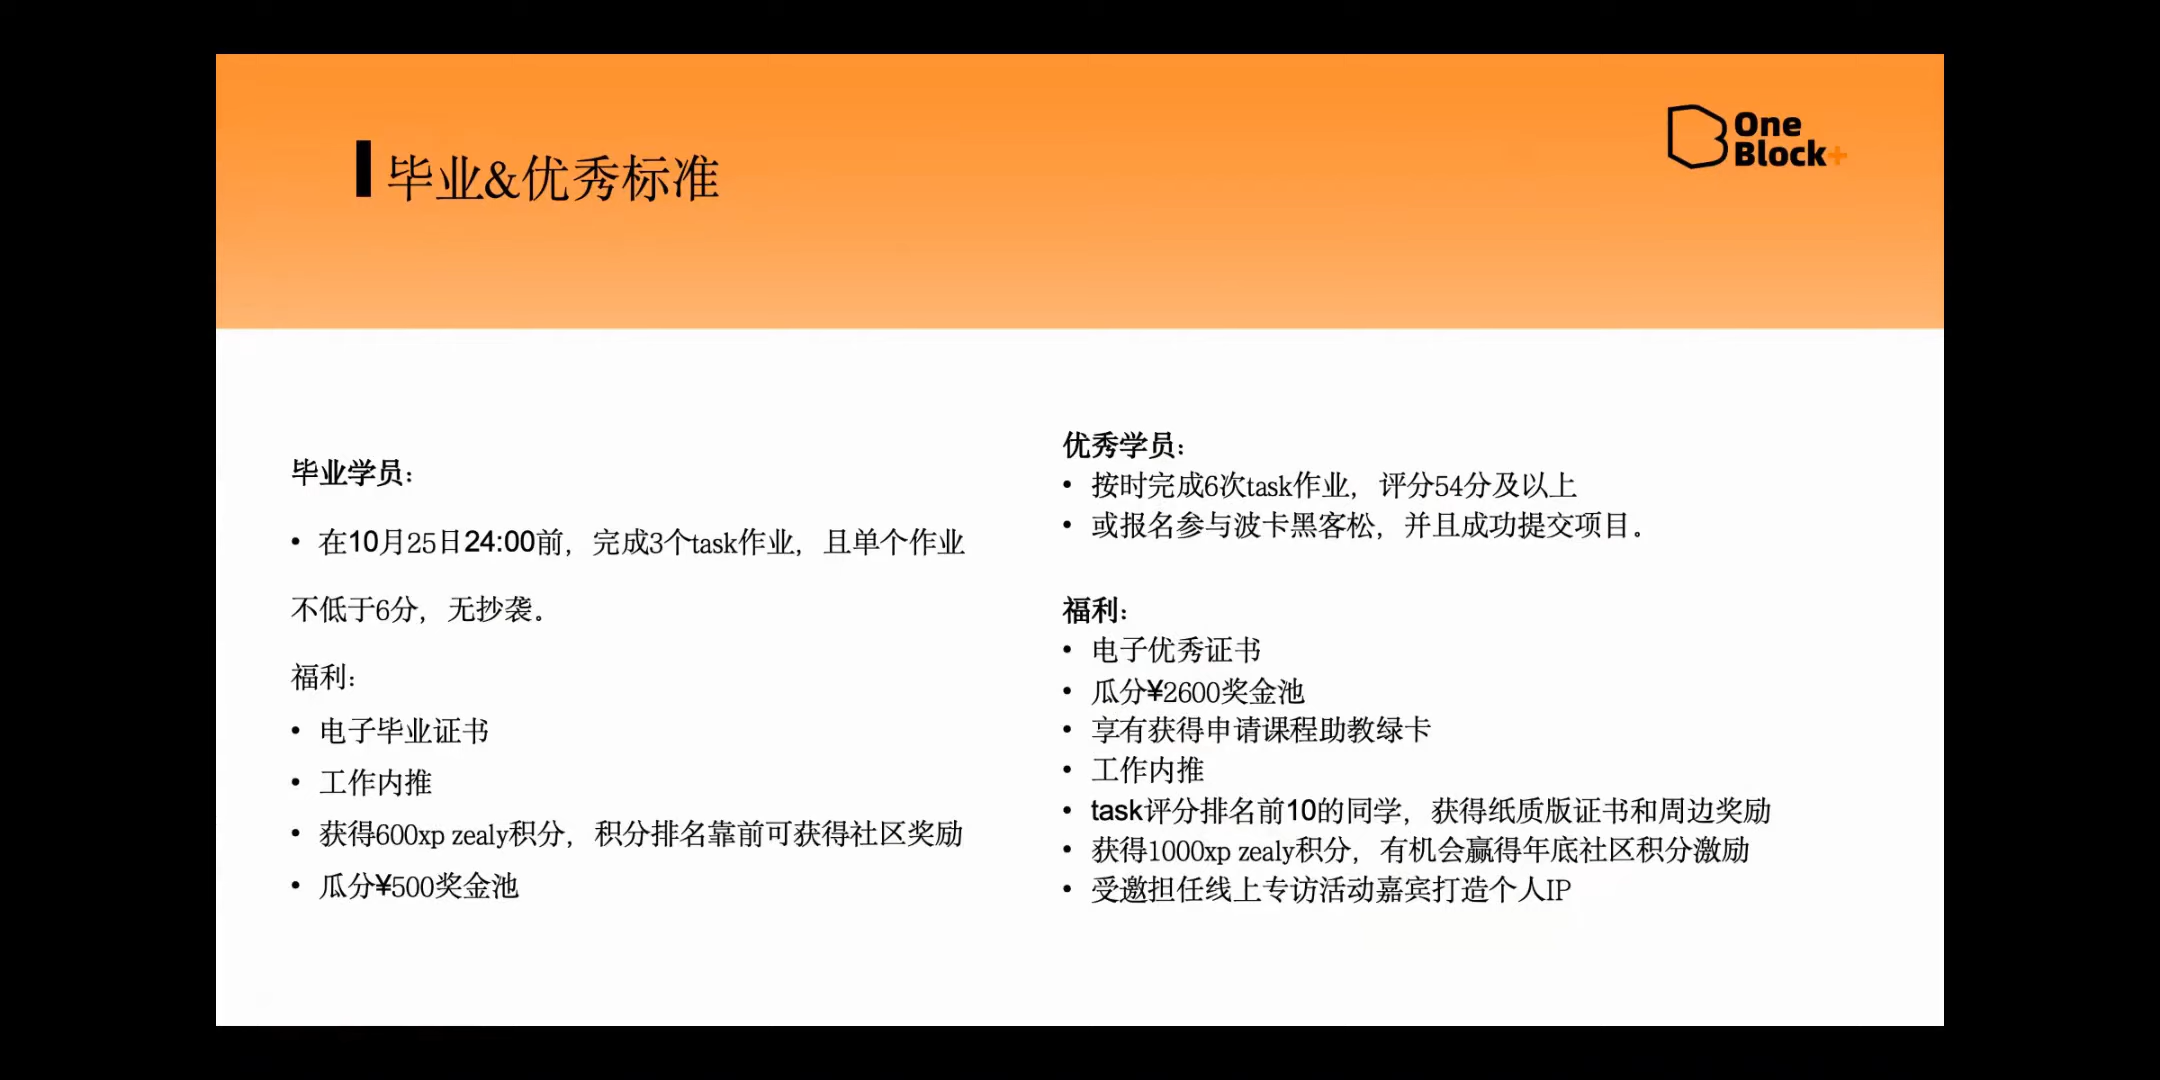 毕业&优秀标准
One
Block+
毕业学员：
• 在10月25日24:00前，完成3个task作业，且单个作业
不低于6分，无抄袭。
福利：
• 电子毕业证书
• 工作内推
• 获得600xp zealy积分，积分排名靠前可获得社区奖励
• 瓜分¥500奖金池
优秀学员：
• 按时完成6次task作业，评分54分及以上
• 或报名参与波卡黑客松，并且成功提交项目。
福利：
• 电子优秀证书
• 瓜分¥2600奖金池
• 享有获得申请课程助教绿卡
• 工作内推
• task评分排名前10的同学，获得纸质版证书和周边奖励
• 获得1000xp zealy积分，有机会赢得年底社区积分激励
• 受邀担任线上专访活动嘉宾打造个人IP